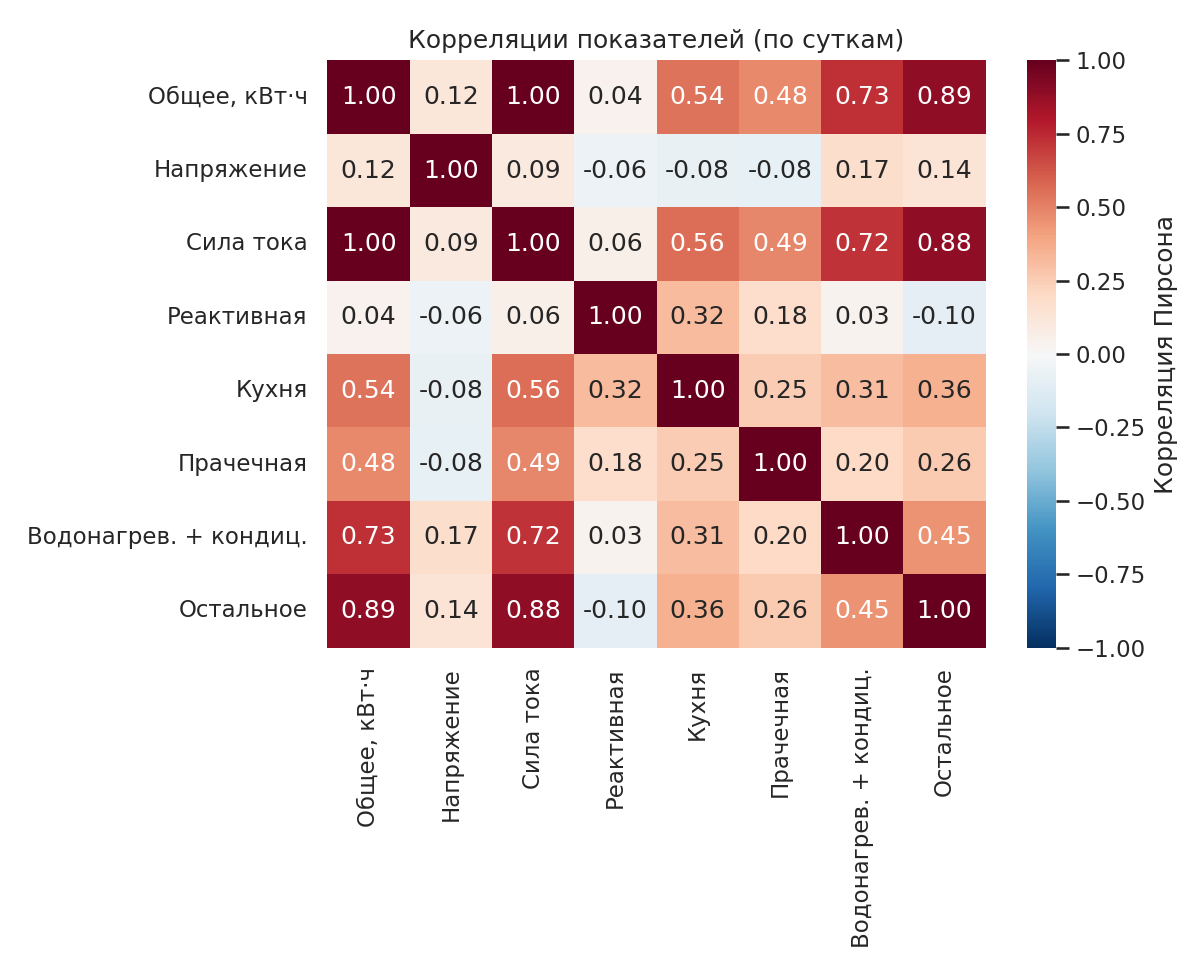 Корреляции показателей (по суткам)
Общее, кВт·ч 1.00 0.12 1.00 0.04 0.54 0.48 0.73 0.89
Напряжение 0.12 1.00 0.09 -0.06 -0.08 -0.08 0.17 0.14
Сила тока 1.00 0.09 1.00 0.06 0.56 0.49 0.72 0.88
Реактивная 0.04 -0.06 0.06 1.00 0.32 0.18 0.03 -0.10
Кухня 0.54 -0.08 0.56 0.32 1.00 0.25 0.31 0.36
Прачечная 0.48 -0.08 0.49 0.18 0.25 1.00 0.20 0.26
Водонагрев. + кондиц. 0.73 0.17 0.72 0.03 0.31 0.20 1.00 0.45
Остальное 0.89 0.14 0.88 -0.10 0.36 0.26 0.45 1.00
Общее, кВт·ч
Напряжение
Сила тока
Реактивная
Кухня
Прачечная
Водонагрев. + кондиц.
Остальное
1.00
0.75
0.50
0.25
0.00
−0.25
−0.50
−0.75
−1.00
Корреляция Пирсона